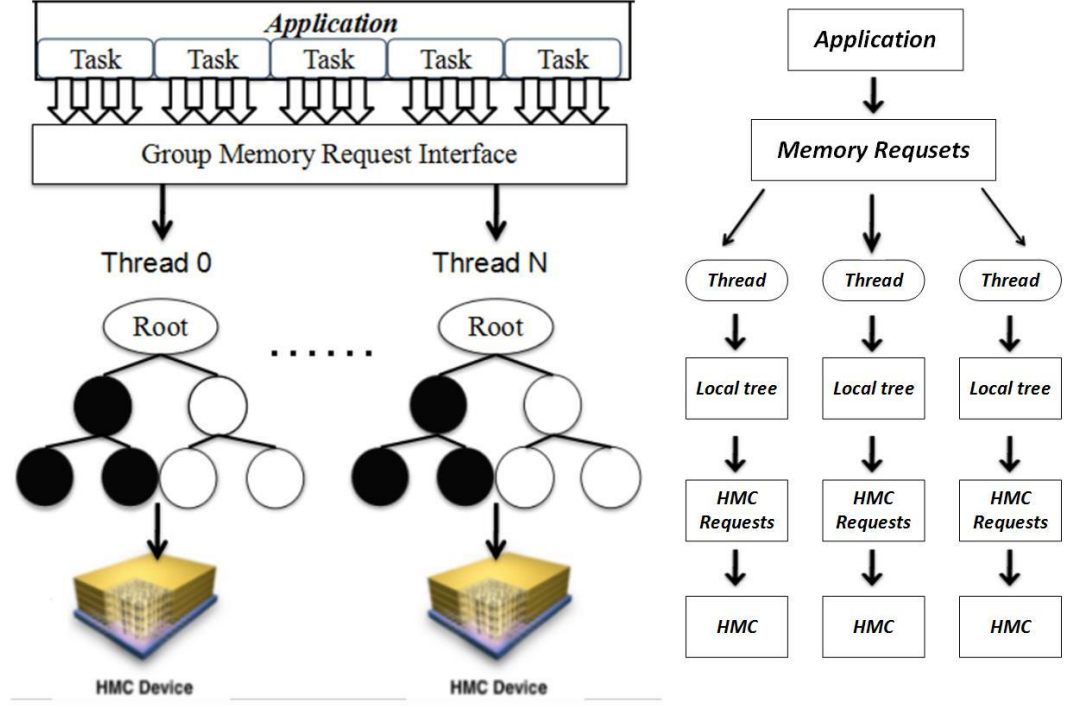 Application
Task Task Task Task Task
Group Memory Request Interface
Thread 0 Thread N
Root Root
......
HMC Device HMC Device
Application
Memory Requsets
Thread Thread Thread
Local tree Local tree Local tree
HMC HMC HMC
Requests Requests Requests
HMC HMC HMC